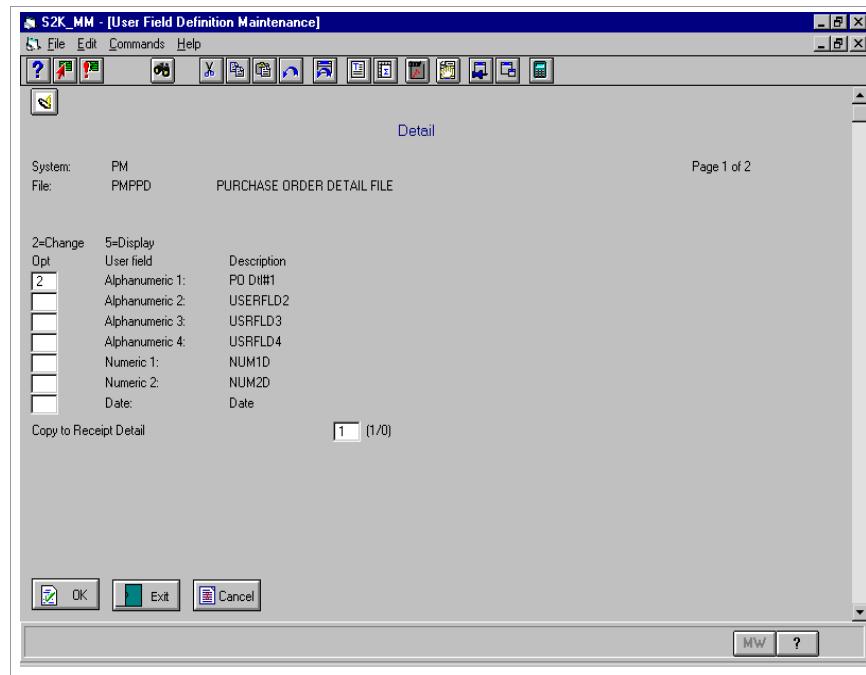 S2K_MM - [User Field Definition Maintenance]
File Edit Commands Help
Detail
System: PM Page 1 of 2
File: PMPPD PURCHASE ORDER DETAIL FILE
2=Change 5=Display
Opt User field Description
2 Alphanumeric 1: PO Dtl#1
Alphanumeric 2: USERFLD2
Alphanumeric 3: USRFLD3
Alphanumeric 4: USRFLD4
Numeric 1: NUM1D
Numeric 2: NUM2D
Date: Date
Copy to Receipt Detail 1 (1/0)
OK Exit Cancel
MW ?